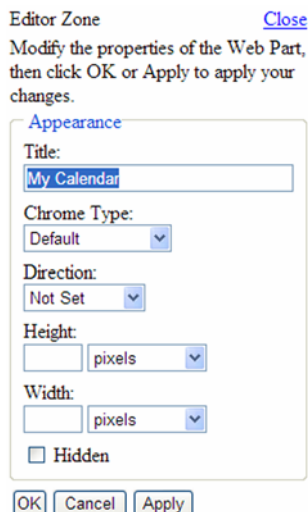 Editor Zone Close
Modify the properties of the Web Part,
then click OK or Apply to apply your
changes.
Appearance
Title:
My Calendar
Chrome Type:
Default
Direction:
Not Set
Height:
pixels
Width:
pixels
Hidden
OK Cancel Apply